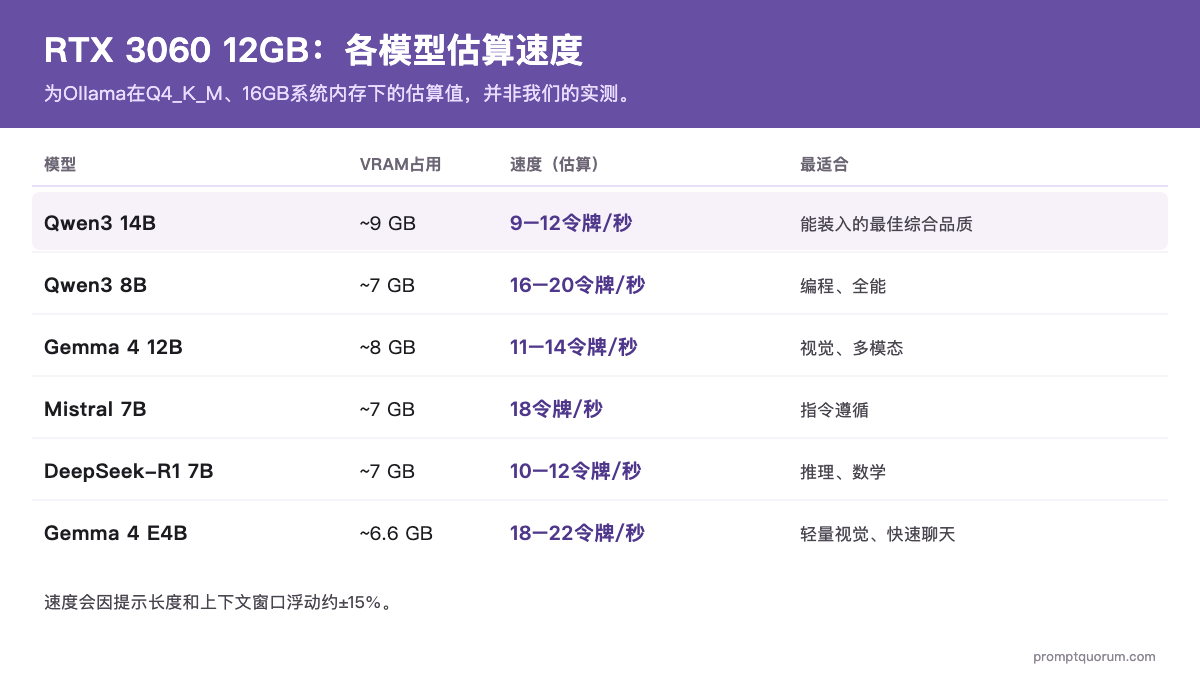 RTX 3060 12GB：各模型估算速度
为Ollama在Q4_K_M、16GB系统内存下的估算值，并非我们的实测。
模型 VRAM占用 速度（估算） 最适合
Qwen3 14B ~9 GB 9—12令牌/秒 能装入的最佳综合品质
Qwen3 8B ~7 GB 16—20令牌/秒 编程、全能
Gemma 4 12B ~8 GB 11—14令牌/秒 视觉、多模态
Mistral 7B ~7 GB 18令牌/秒 指令遵循
DeepSeek-R1 7B ~7 GB 10—12令牌/秒 推理、数学
Gemma 4 E4B ~6.6 GB 18—22令牌/秒 轻量视觉、快速聊天
速度会因提示长度和上下文窗口浮动约±15%。
promptquorum.com